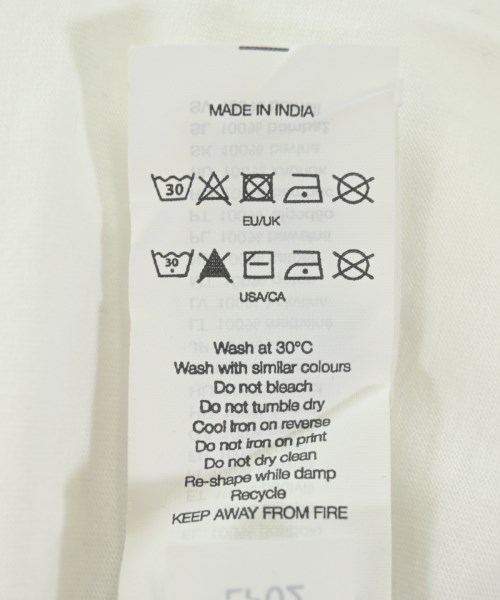 MADE IN INDIA
30
EU/UK
30
USA/CA
Wash at 30°C
Wash with similar colours
Do not bleach
Do not tumble dry
Cool Iron on reverse
Do not iron on print
Do not dry clean
Re-shape while damp
Recycle
KEEP AWAY FROM FIRE